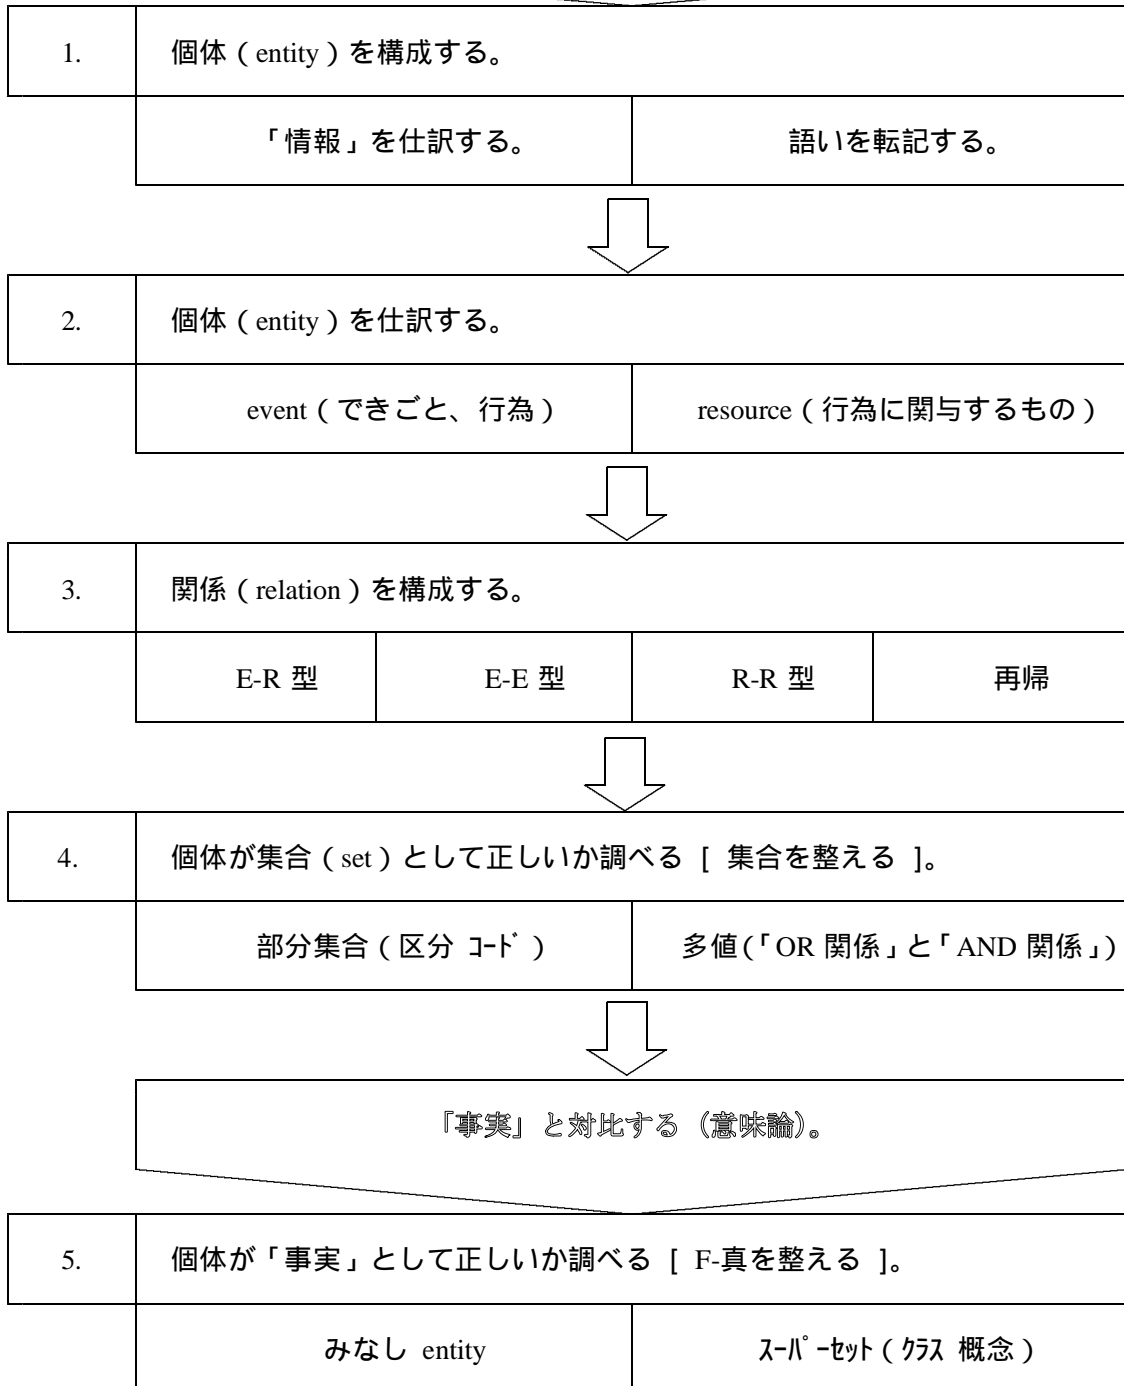 1. 個体（entity）を構成する。
「情報」を仕訳する。 語いを転記する。
2. 個体（entity）を仕訳する。
event（できごと、行為） resource（行為に関与するもの）
3. 関係（relation）を構成する。
E-R 型 E-E 型 R-R 型 再帰
4. 個体が集合（set）として正しいか調べる [ 集合を整える ]。
部分集合（区分 ｺｰﾄﾞ） 多値（「OR 関係」と「AND 関係」）
「事実」と対比する（意味論）。
5. 個体が「事実」として正しいか調べる [ F-真を整える ]。
みなし entity ｽｰﾊﾟｰｾｯﾄ（ｸﾗｽ 概念）